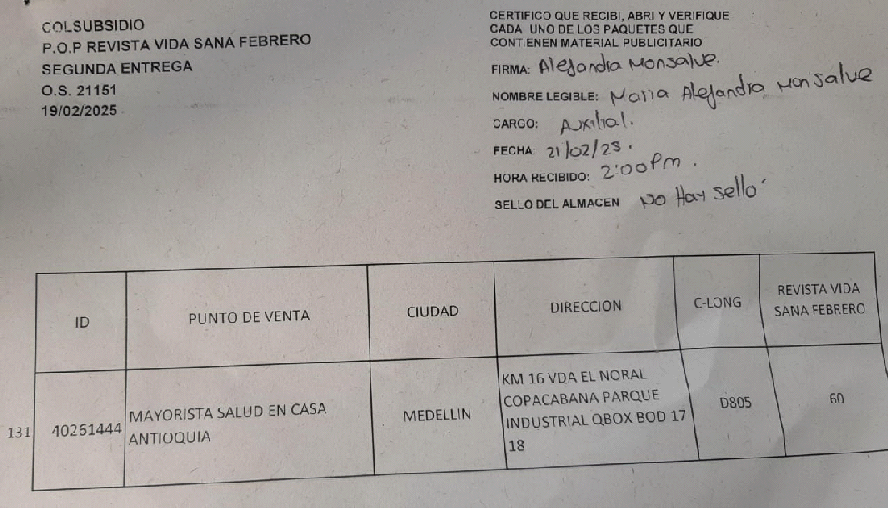 COLSUBSIDIO
P.O.P REVISTA VIDA SANA FEBRERO
SEGUNDA ENTREGA
O.S. 21151
19/02/2025
CERTIFICO QUE RECIBI, ABRI Y VERIFIQUE
CADA UNO DE LOS PAQUETES QUE
CONTIENEN MATERIAL PUBLICITARIO
FIRMA: Alejandra Monsalve.
NOMBRE LEGIBLE: Maria Alejandra Monsalve
CARGO: Auxiliar.
FECHA 21/02/25.
HORA RECIBIDO: 2:00Pm.
SELLO DEL ALMACEN No Hay sello
ID
PUNTO DE VENTA
CIUDAD
DIRECCION
C-LONG
REVISTA VIDA
SANA FEBRERO
131
40251444
MAYORISTA SALUD EN CASA
ANTIOQUIA
MEDELLIN
KM 16 VDA EL NORAL
COPACABANA PARQUE
INDUSTRIAL QBOX BOD 17
18
D805
60